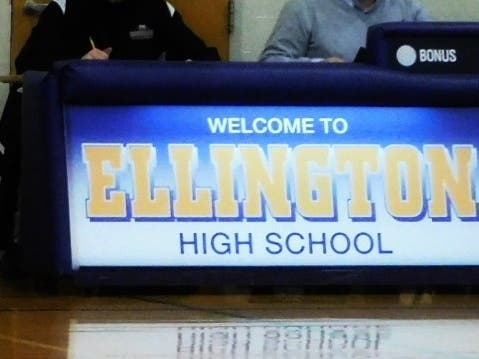 BONUS
WELCOME TO
ELLINGTON
HIGH SCHOOL